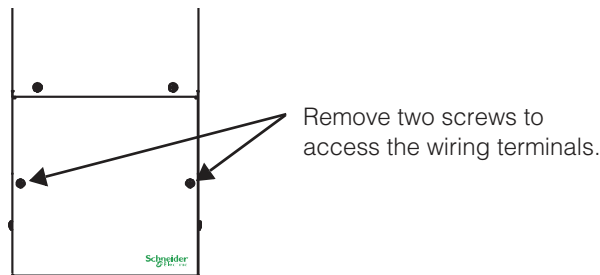 Remove two screws to
access the wiring terminals.
Schneider